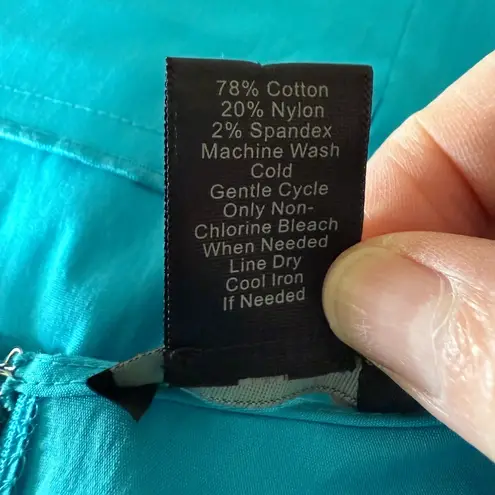 78% Cotton
20% Nylon
2% Spandex
Machine Wash
Cold
Gentle Cycle
Only Non-
Chlorine Bleach
When Needed
Line Dry
Cool Iron
If Needed